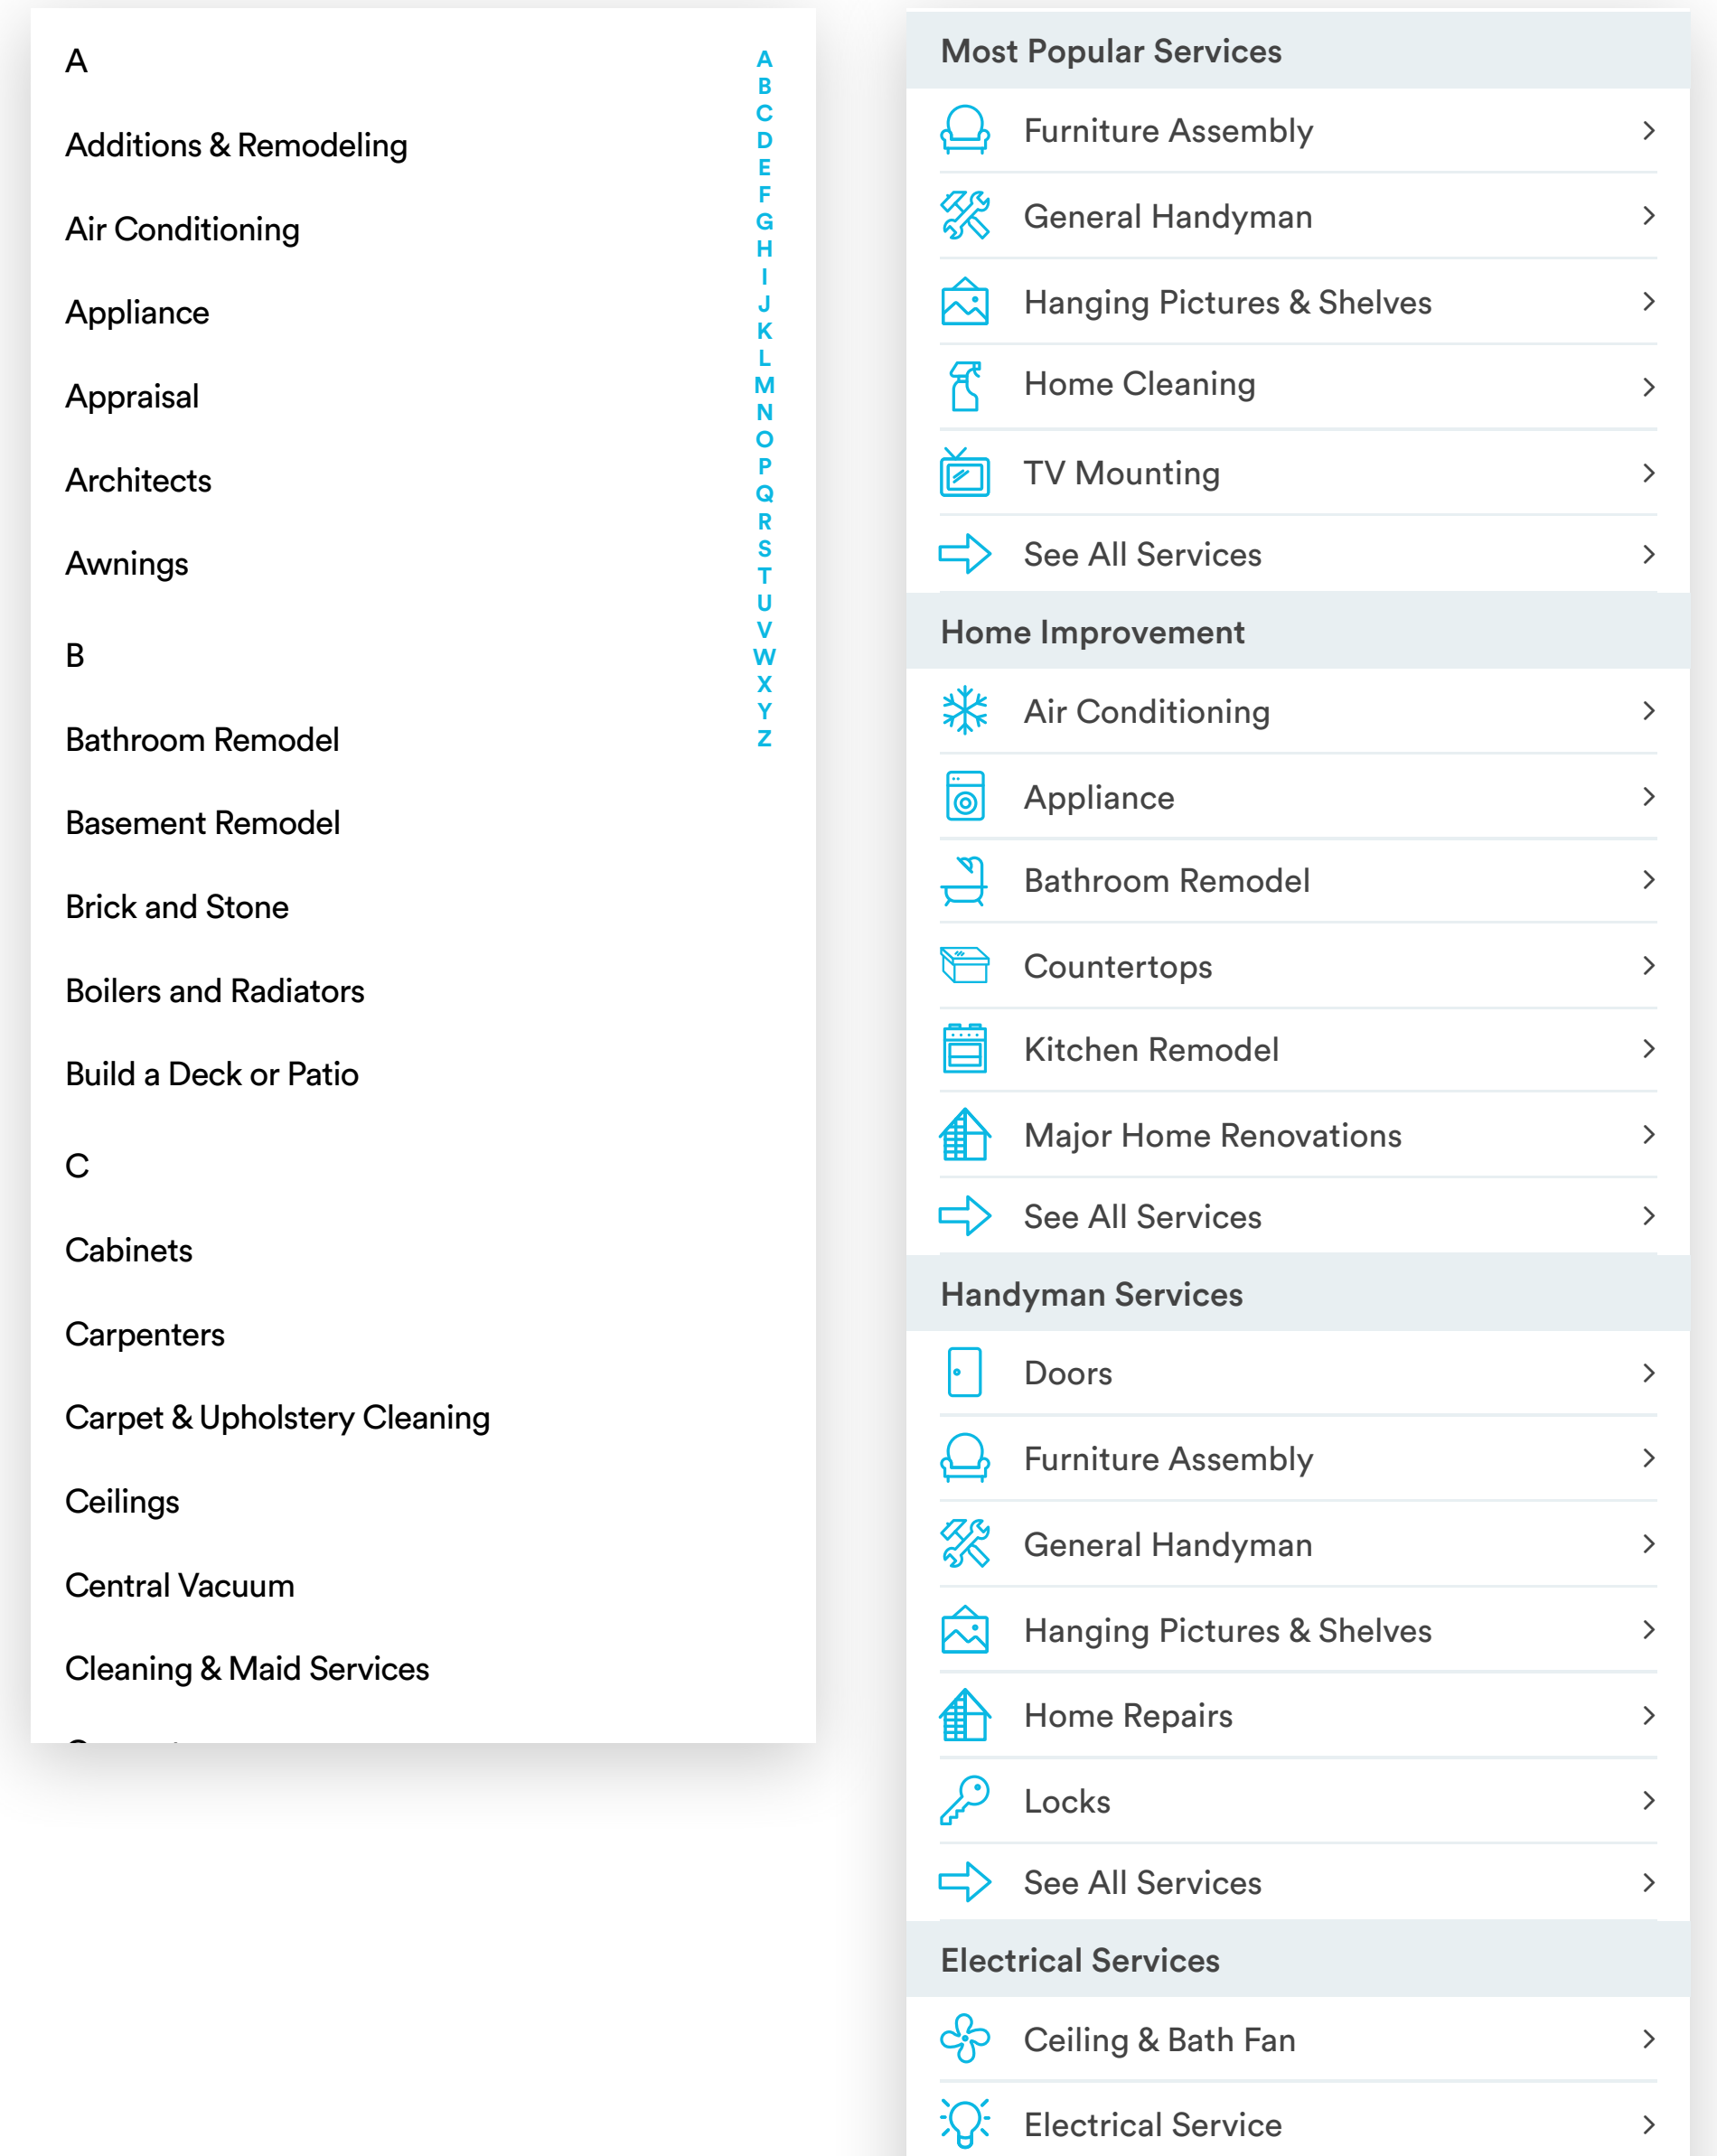 A
Additions & Remodeling
Air Conditioning
Appliance
Appraisal
Architects
Awnings
B
Bathroom Remodel
Basement Remodel
Brick and Stone
Boilers and Radiators
Build a Deck or Patio
C
Cabinets
Carpenters
Carpet & Upholstery Cleaning
Ceilings
Central Vacuum
Cleaning & Maid Services
A
B
C
D
E
F
G
H
I
J
K
L
M
N
O
P
Q
R
S
T
U
V
W
X
Y
Z
Most Popular Services
Furniture Assembly
General Handyman
Hanging Pictures & Shelves
Home Cleaning
TV Mounting
See All Services
Home Improvement
Air Conditioning
Appliance
Bathroom Remodel
Countertops
Kitchen Remodel
Major Home Renovations
See All Services
Handyman Services
Doors
Furniture Assembly
General Handyman
Hanging Pictures & Shelves
Home Repairs
Locks
See All Services
Electrical Services
Ceiling & Bath Fan
Electrical Service